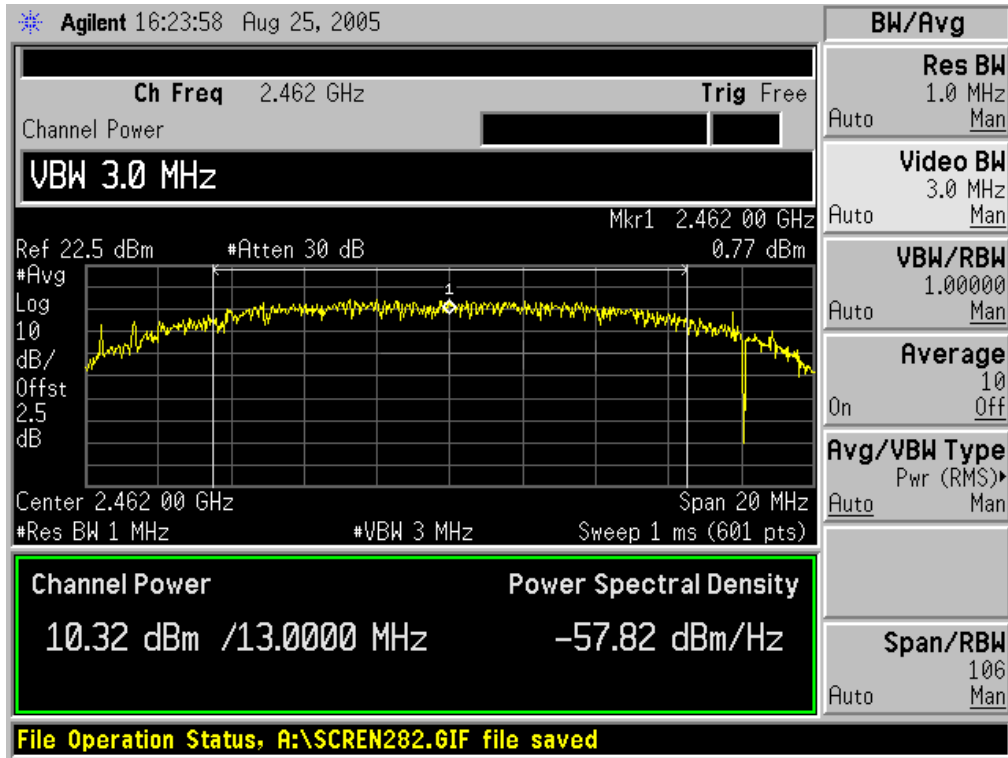 Agilent 16:23:58 Aug 25, 2005
Ch Freq 2.462 GHz Trig Free
Channel Power
VBW 3.0 MHz
Mkr1 2.462 00 GHz
Ref 22.5 dBm #Atten 30 dB 0.77 dBm
#Avg
Log
10
dB/
Offst
2.5
dB
1
Center 2.462 00 GHz Span 20 MHz
#Res BW 1 MHz #VBW 3 MHz Sweep 1 ms (601 pts)
Channel Power Power Spectral Density
10.32 dBm /13.0000 MHz -57.82 dBm/Hz
File Operation Status, A:\SCREN282.GIF file saved
BW/Avg
Res BW
1.0 MHz
Auto Man
Video BW
3.0 MHz
Auto Man
VBW/RBW
1.00000
Auto Man
Average
10
On Off
Avg/VBW Type
Pwr (RMS)
Auto Man
Span/RBW
106
Auto Man